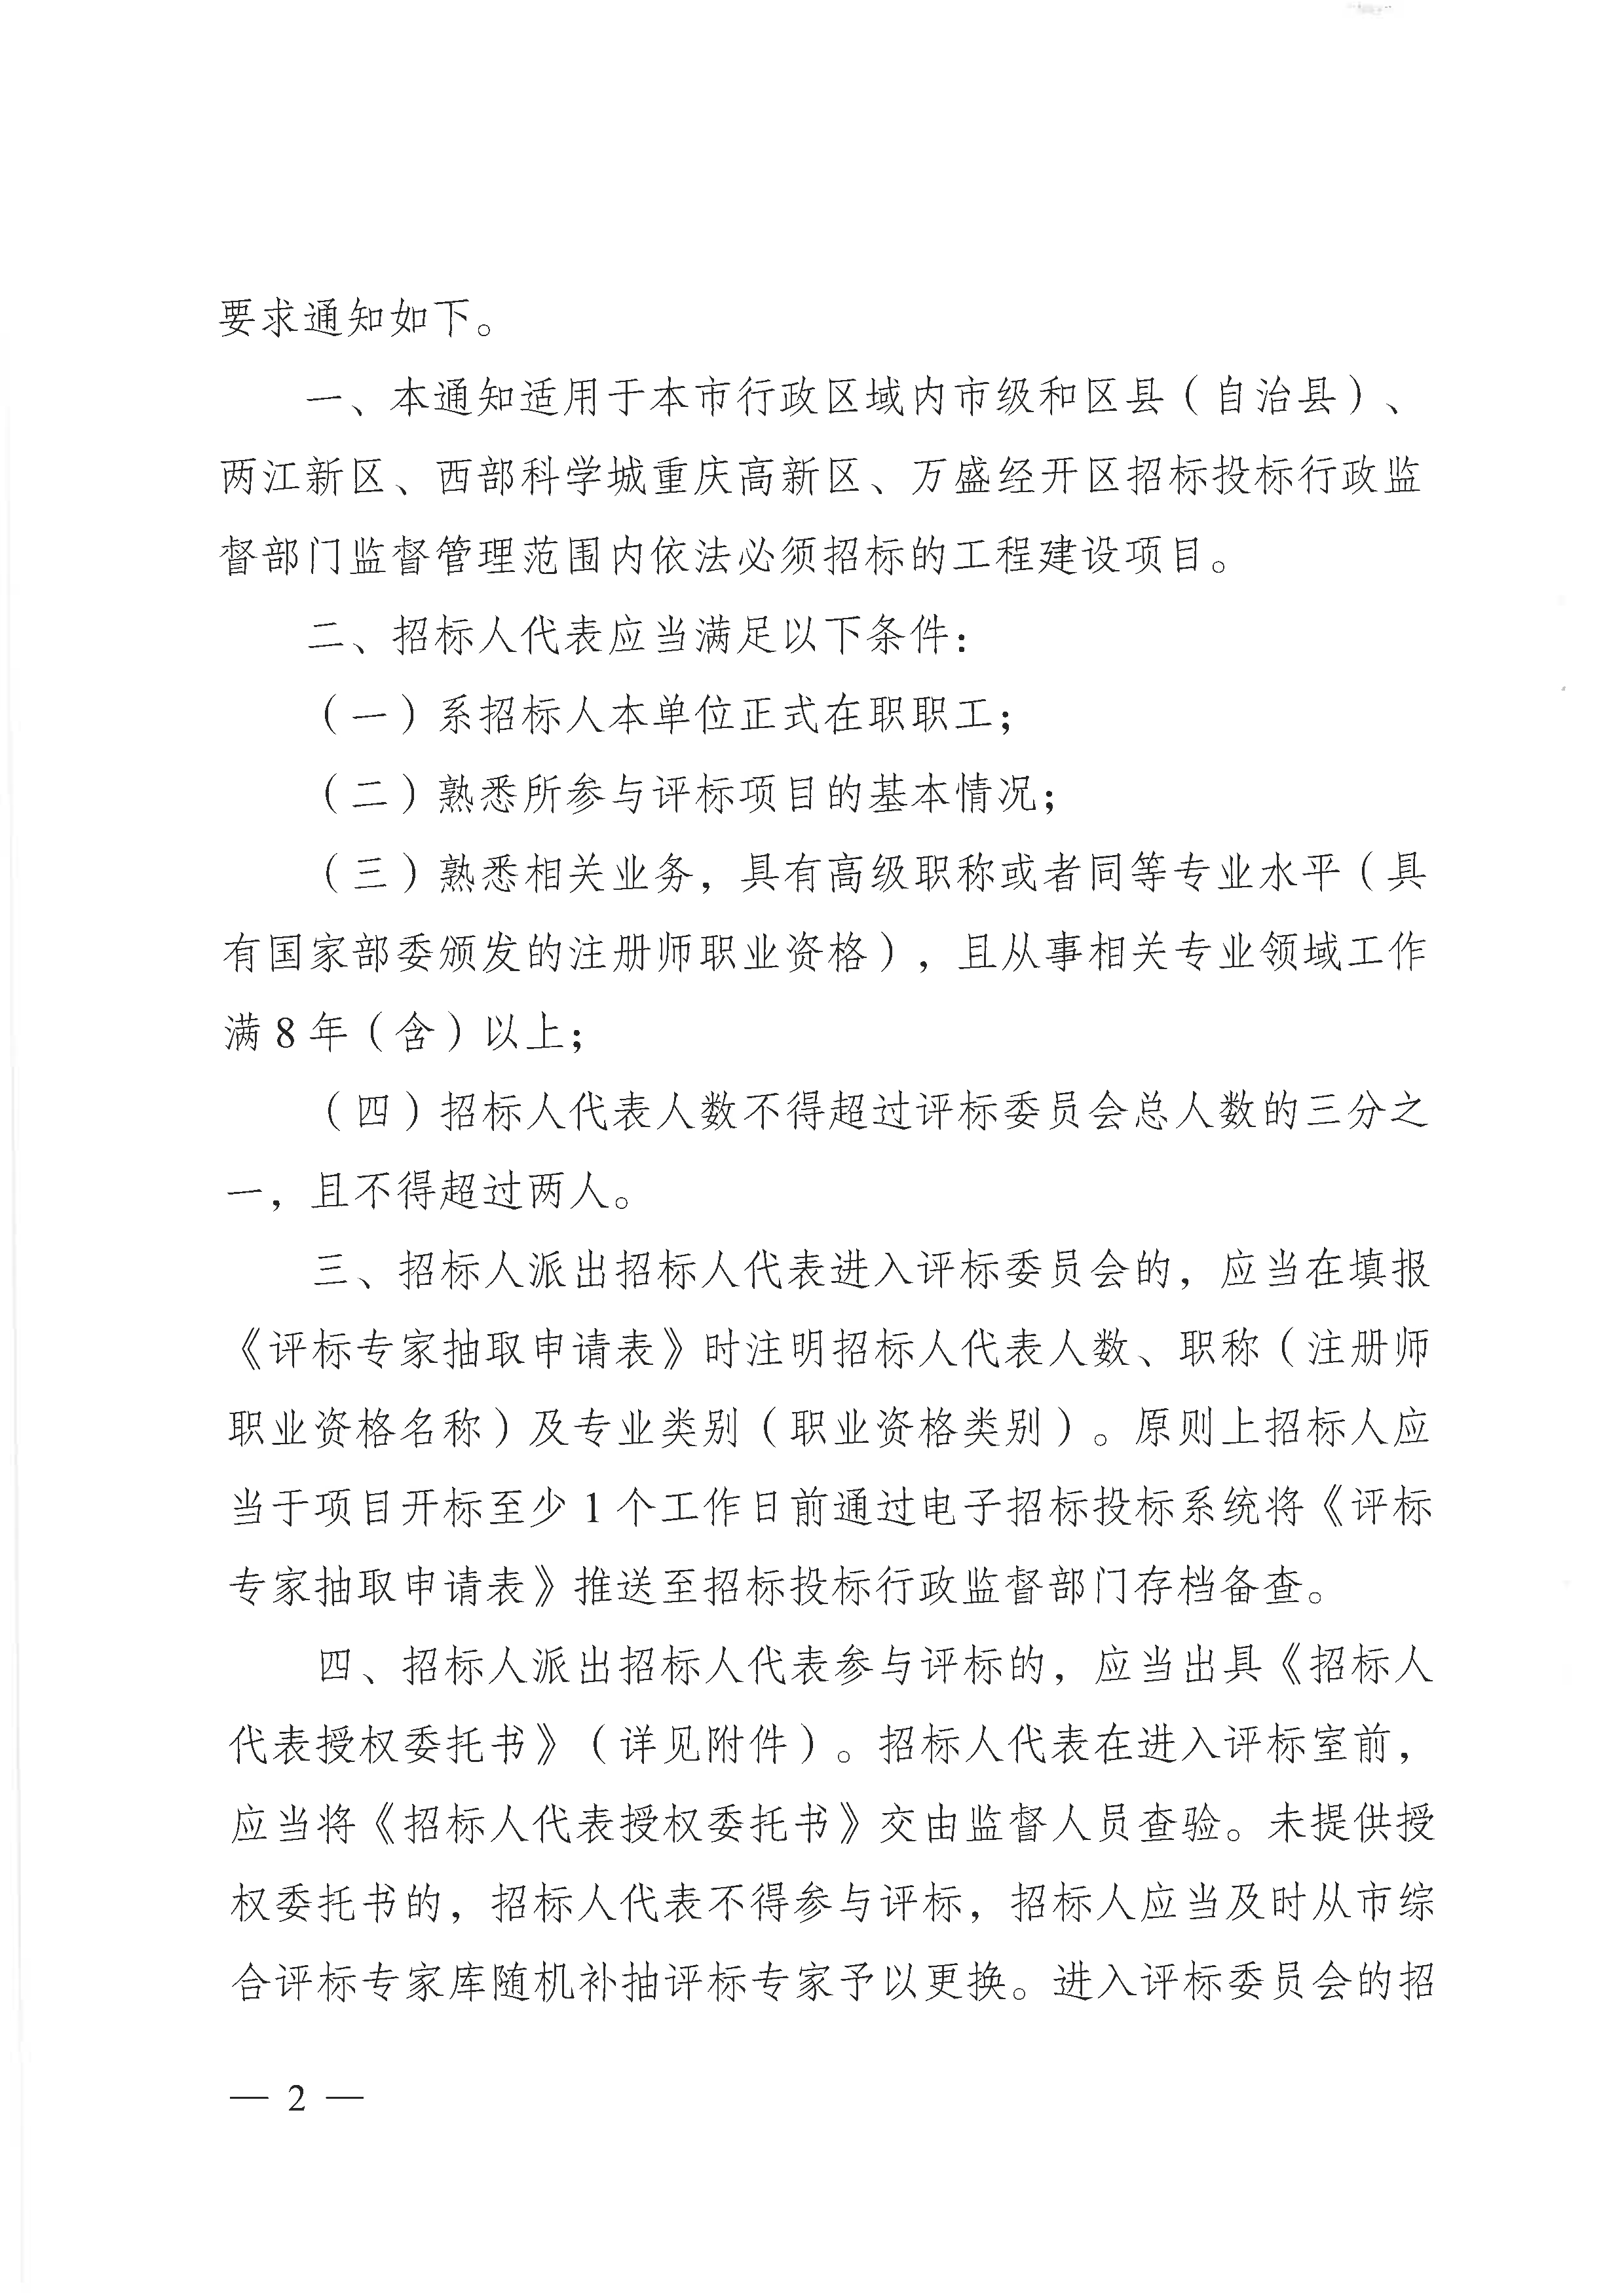 要求通知如下。
一、本通知适用于本市行政区域内市级和区县（自治县）、
两江新区、西部科学城重庆高新区、万盛经开区招标投标行政监
督部门监督管理范围内依法必须招标的工程建设项目。
二、招标人代表应当满足以下条件：
（一）系招标人本单位正式在职职工；
（二）熟悉所参与评标项目的基本情况；
（三）熟悉相关业务，具有高级职称或者同等专业水平（具
有国家部委颁发的注册师职业资格），且从事相关专业领域工作
满 8 年（含）以上；
（四）招标人代表人数不得超过评标委员会总人数的三分之
一，且不得超过两人。
三、招标人派出招标人代表进入评标委员会的，应当在填报
《评标专家抽取申请表》时注明招标人代表人数、职称（注册师
职业资格名称）及专业类别（职业资格类别）。原则上招标人应
当于项目开标至少 1 个工作日前通过电子招标投标系统将《评标
专家抽取申请表》推送至招标投标行政监督部门存档备查。
四、招标人派出招标人代表参与评标的，应当出具《招标人
代表授权委托书》（详见附件）。招标人代表在进入评标室前，
应当将《招标人代表授权委托书》交由监督人员查验。未提供授
权委托书的，招标人代表不得参与评标，招标人应当及时从市综
合评标专家库随机补抽评标专家予以更换。进入评标委员会的招
— 2 —